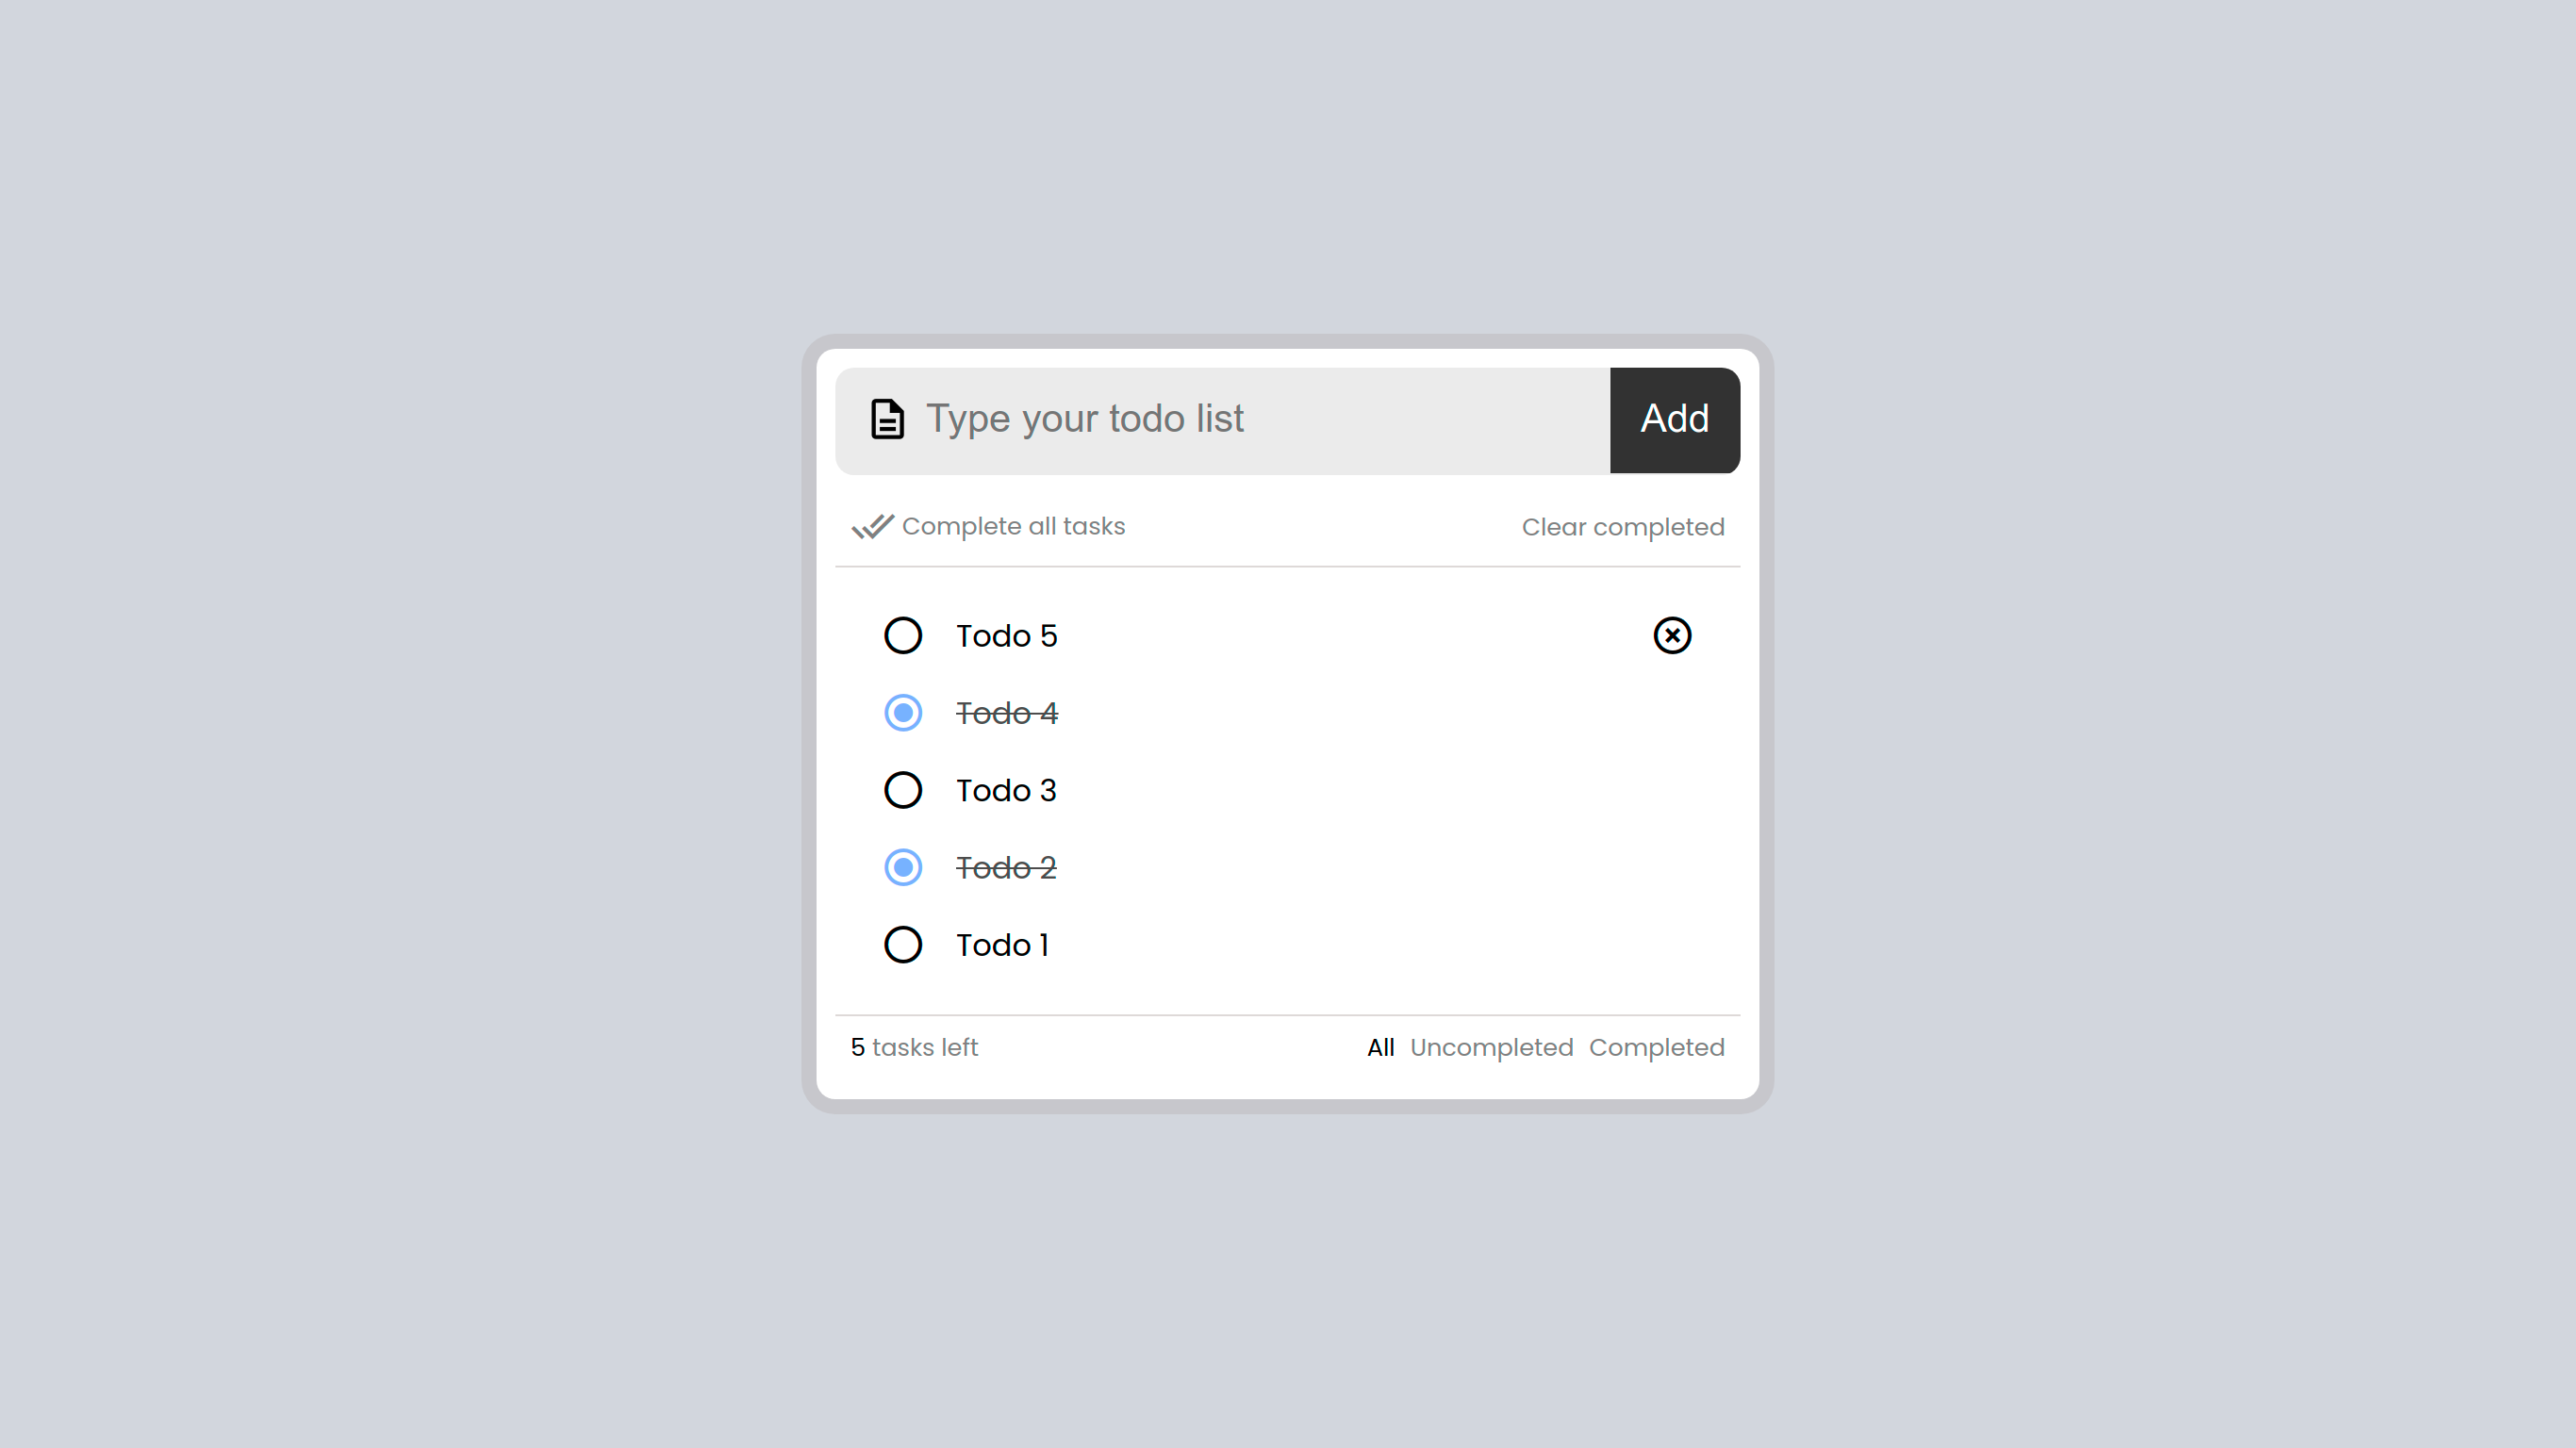 Type your todo list
Add
Complete all tasks
Clear completed
Todo 5
Todo 4
Todo 3
Todo 2
Todo 1
5 tasks left
All Uncompleted Completed